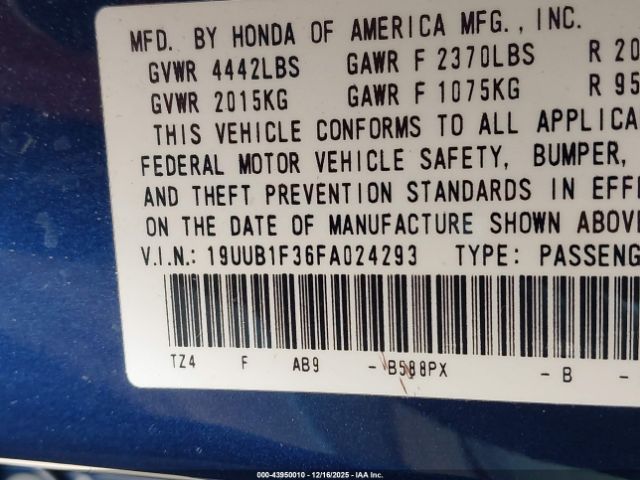 MFD. BY HONDA OF AMERICA MFG., INC.
GVWR 4442LBS GAWR F 2370LBS R 20
GVWR 2015KG GAWR F 1075KG R 95
THIS VEHICLE CONFORMS TO ALL APPLICA
FEDERAL MOTOR VEHICLE SAFETY, BUMPER,
AND THEFT PREVENTION STANDARDS IN EFFE
ON THE DATE OF MANUFACTURE SHOWN ABOVE
V.I.N.: 19UUB1F36FA024293 TYPE: PASSENG
TZ4 F AB9 -B588PX -B -
000-43950010 - 12/16/2025 - IAA Inc.